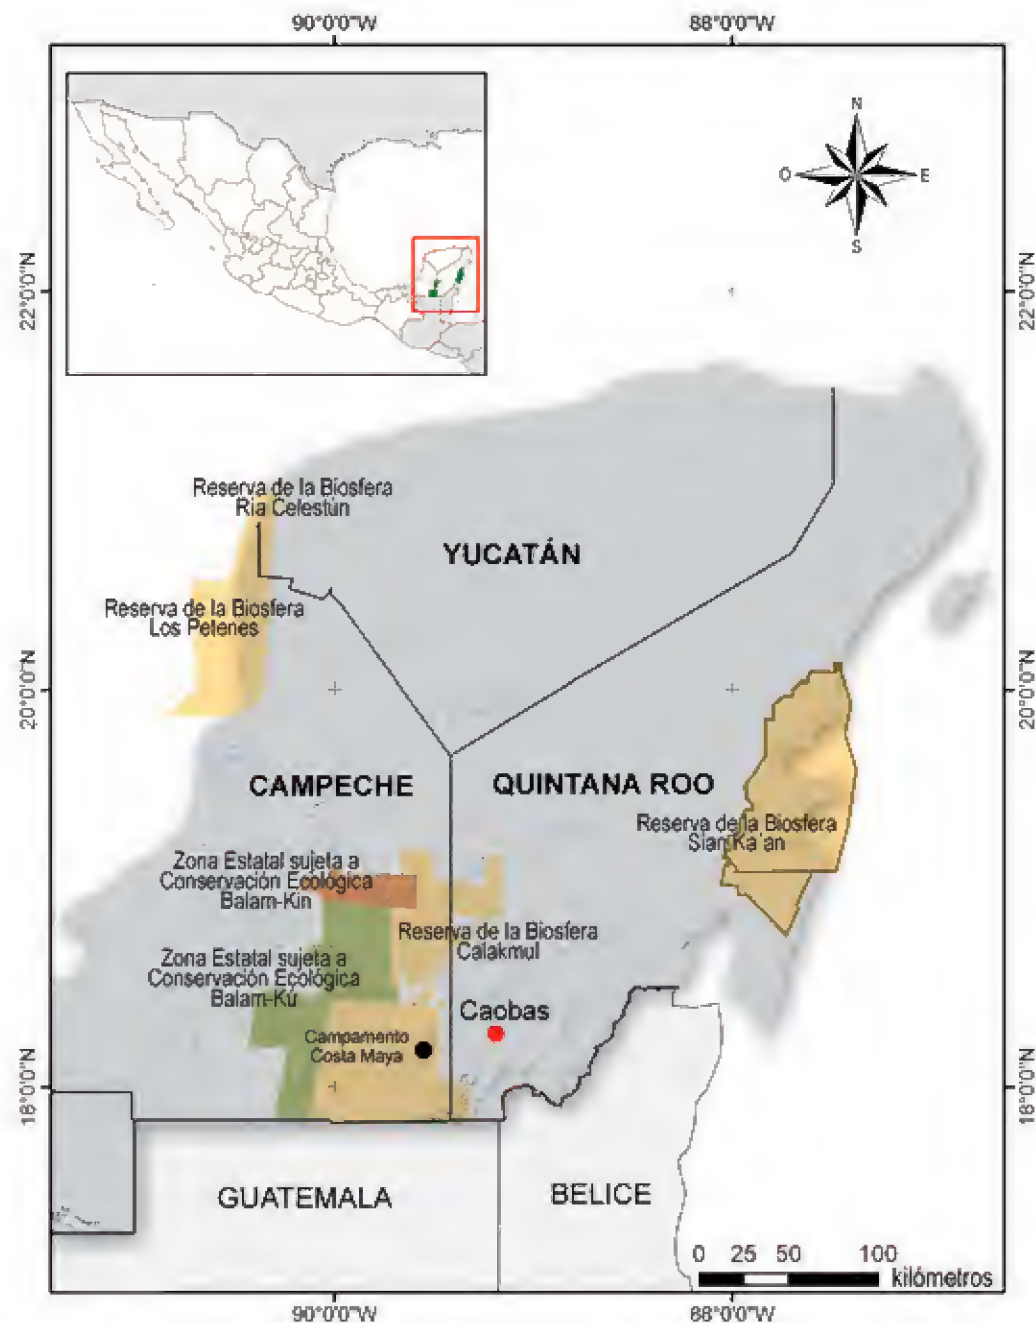 90°0'0"W
88°0'0"W
N
O
E
S
22°0'0"N
22°0'0"N
Reserva de la Biosfera
Ria Celestún
YUCATÁN
Reserva de la Biosfera
Los Petenes
20°0'0"N
20°0'0"N
CAMPECHE
QUINTANA ROO
Reserva de la Biosfera
Sian Ka'an
Zona Estatal sujeta a
Conservación Ecológica
Balam-Kin
Reserva de la Biosfera
Calakmul
Zona Estatal sujeta a
Conservación Ecológica
Balam-Kú
Caobas
Campamento
Costa Maya
18°0'0"N
18°0'0"N
GUATEMALA
BELICE
0 25 50 100
kilómetros
90°0'0"W
88°0'0"W